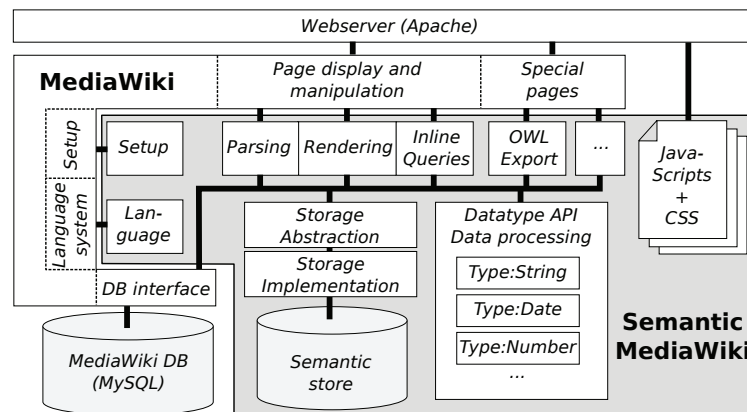 Webserver (Apache)
MediaWiki
Page display and
manipulation
Special
pages
Setup
Setup
Parsing
Rendering
Inline
Queries
OWL
Export
...
Java-
Scripts
+
CSS
Language
system
Lan-
guage
Storage
Abstraction
Storage
Implementation
Datatype API
Data processing
Type:String
Type:Date
Type:Number
...
DB interface
MediaWiki DB
(MySQL)
Semantic
store
Semantic
MediaWiki